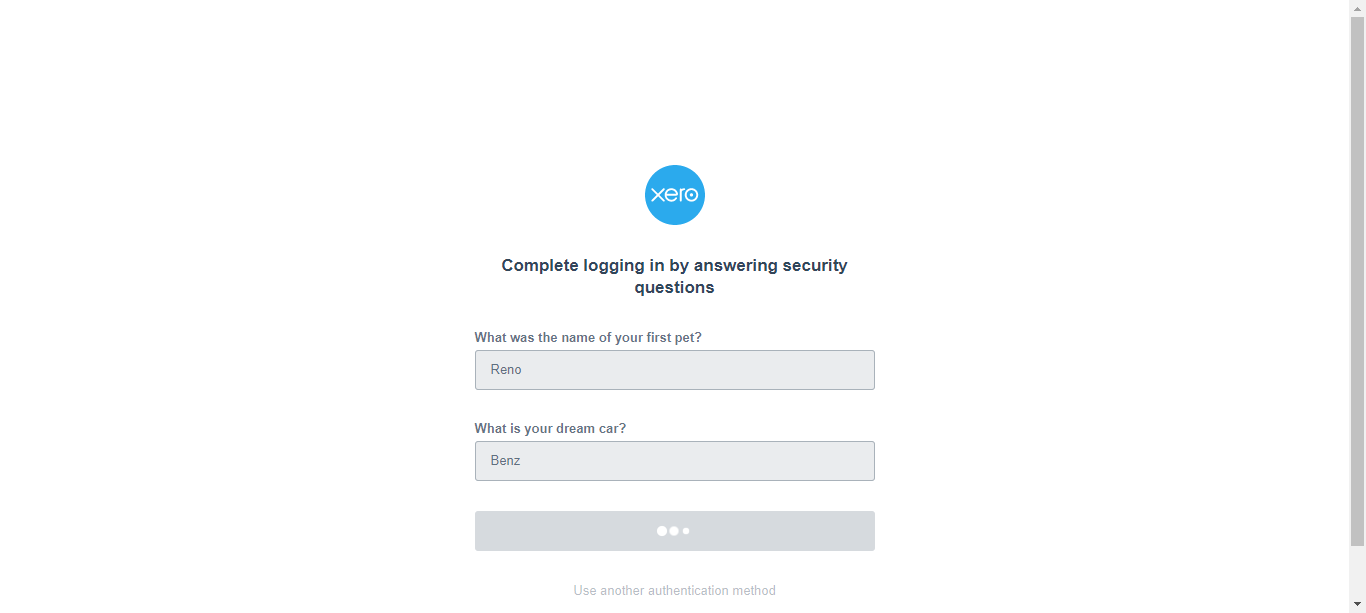 xero
Complete logging in by answering security
questions
What was the name of your first pet?
Reno
What is your dream car?
Benz
Use another authentication method